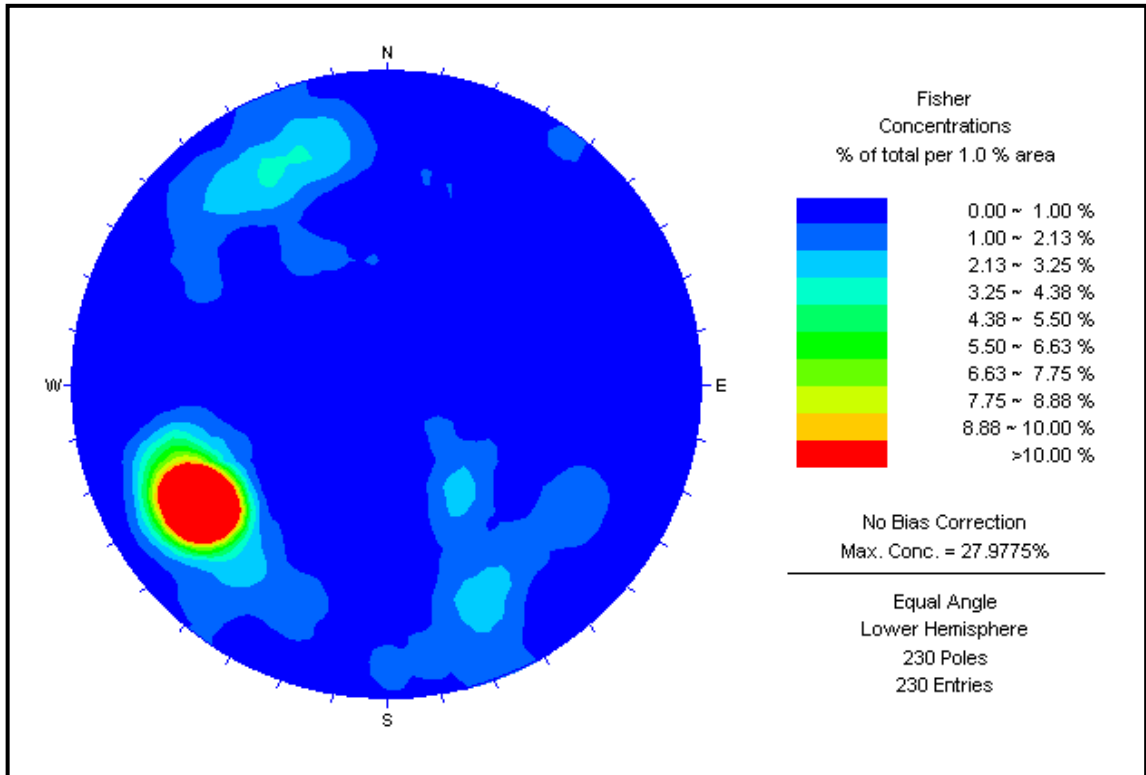 N
W
E
S
Fisher
Concentrations
% of total per 1.0 % area
0.00 ~ 1.00 %
1.00 ~ 2.13 %
2.13 ~ 3.25 %
3.25 ~ 4.38 %
4.38 ~ 5.50 %
5.50 ~ 6.63 %
6.63 ~ 7.75 %
7.75 ~ 8.88 %
8.88 ~ 10.00 %
>10.00 %
No Bias Correction
Max. Conc. = 27.9775%
Equal Angle
Lower Hemisphere
230 Poles
230 Entries